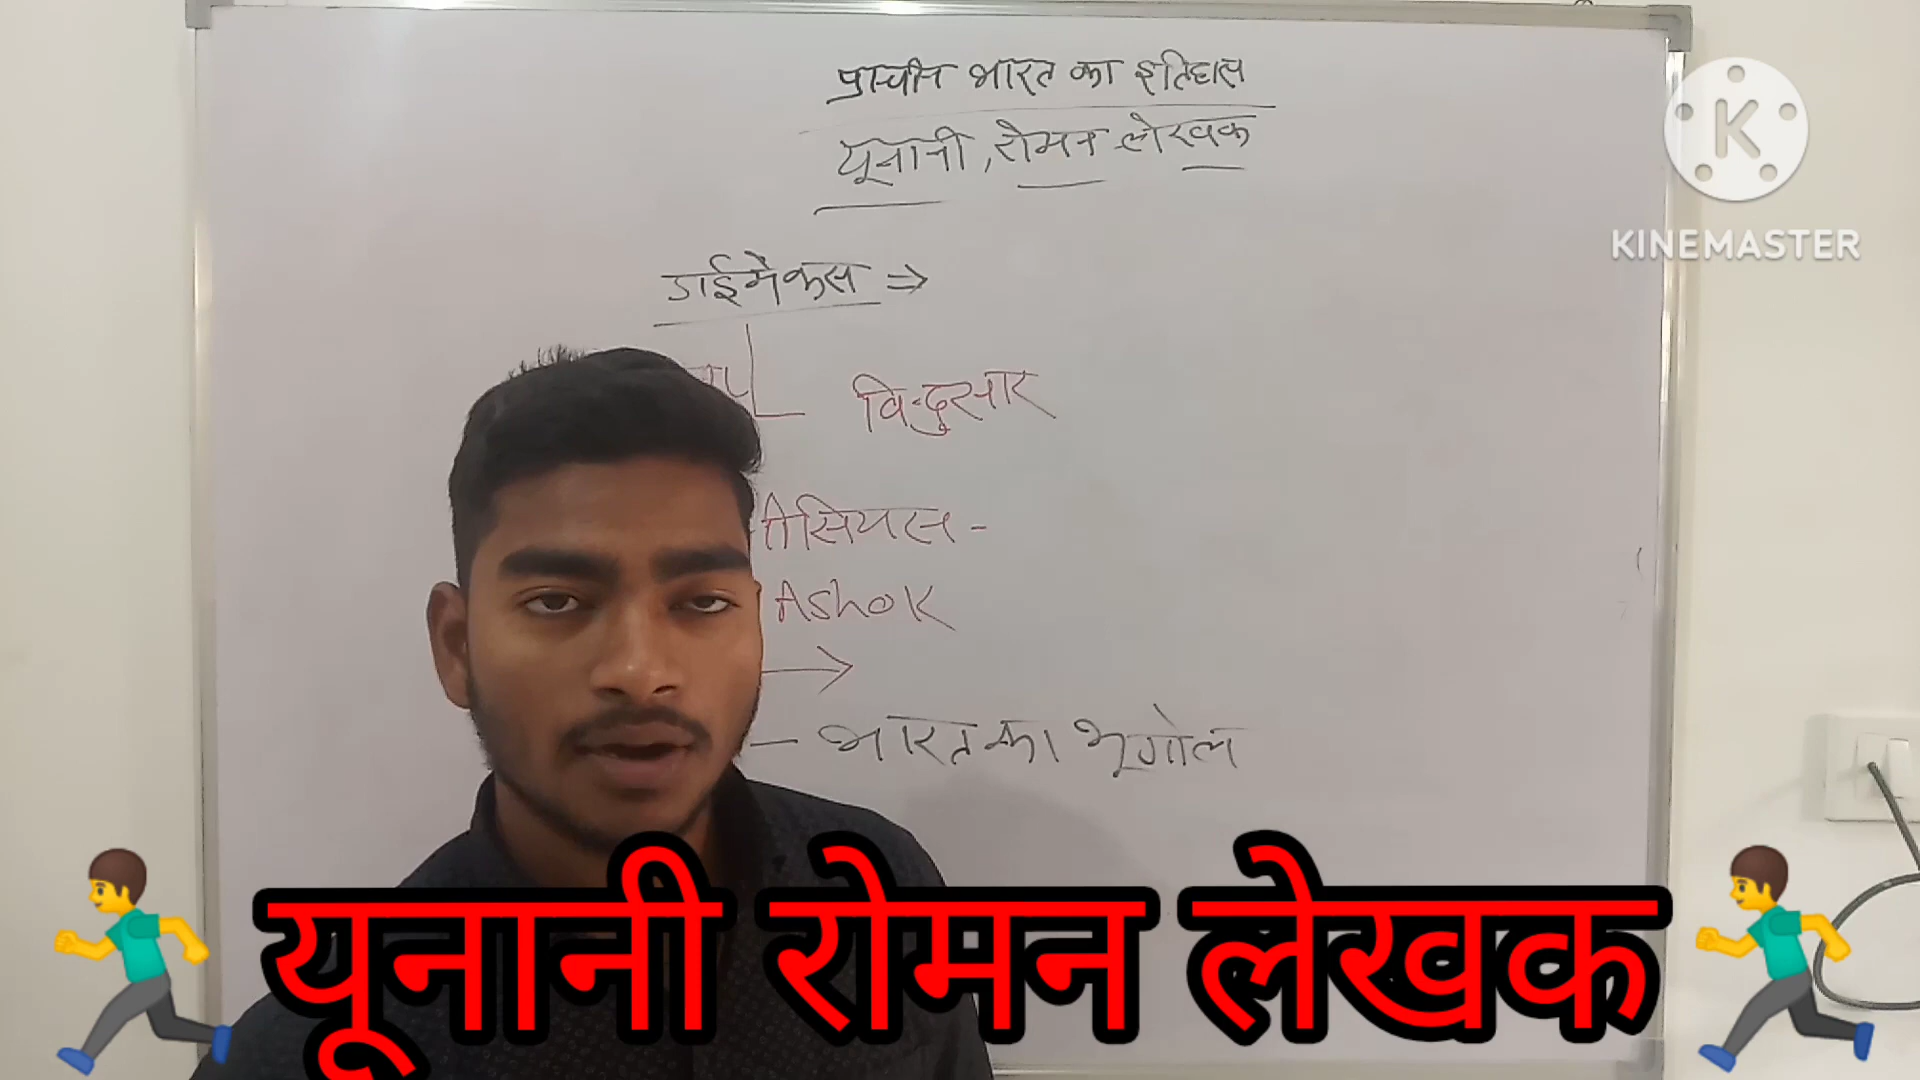 प्राचीन भारत का इतिहास
यूनानी, रोमन लेखक
K
KINEMASTER
डाईमेकस ⇒
बिन्दुसार
सियस -
Ashok
→
- भारत का भूगोल
यूनानी रोमन लेखक